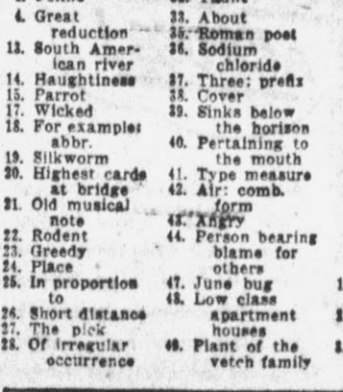 4. Great
reduction
13. South Amer-
ican river
14. Haughtiness
15. Parrot
17. Wicked
18. For example:
abbr.
19. Silkworm
20. Highest cards
at bridge
21. Old musical
note
22. Rodent
23. Greedy
24. Place
25. In proportion
to
26. Short distance
27. The pick
28. Of irregular
occurrence
33. About
35. Roman poet
36. Sodium
chloride
37. Three: prefix
38. Cover
39. Sinks below
the horizon
40. Pertaining to
the mouth
41. Type measure
42. Air: comb.
form
43. Angry
44. Person bearing
blame for
others
47. June bug
48. Low class
apartment
houses
49. Plant of the
vetch family